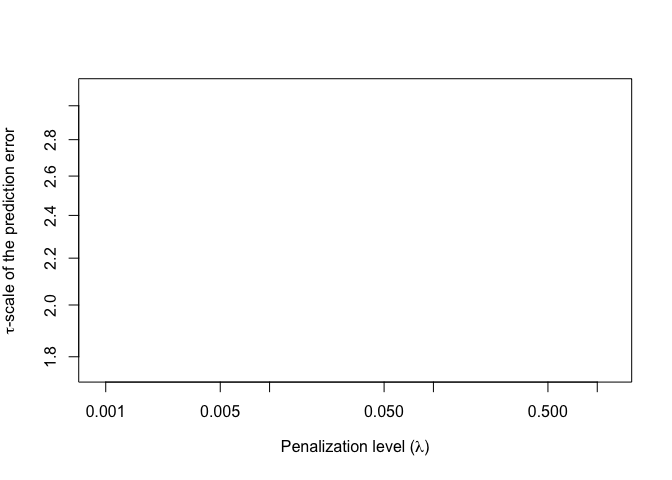 τ-scale of the prediction error
2.8
2.6
2.4
2.2
2.0
1.8
0.001 0.005 0.050 0.500
Penalization level (λ)